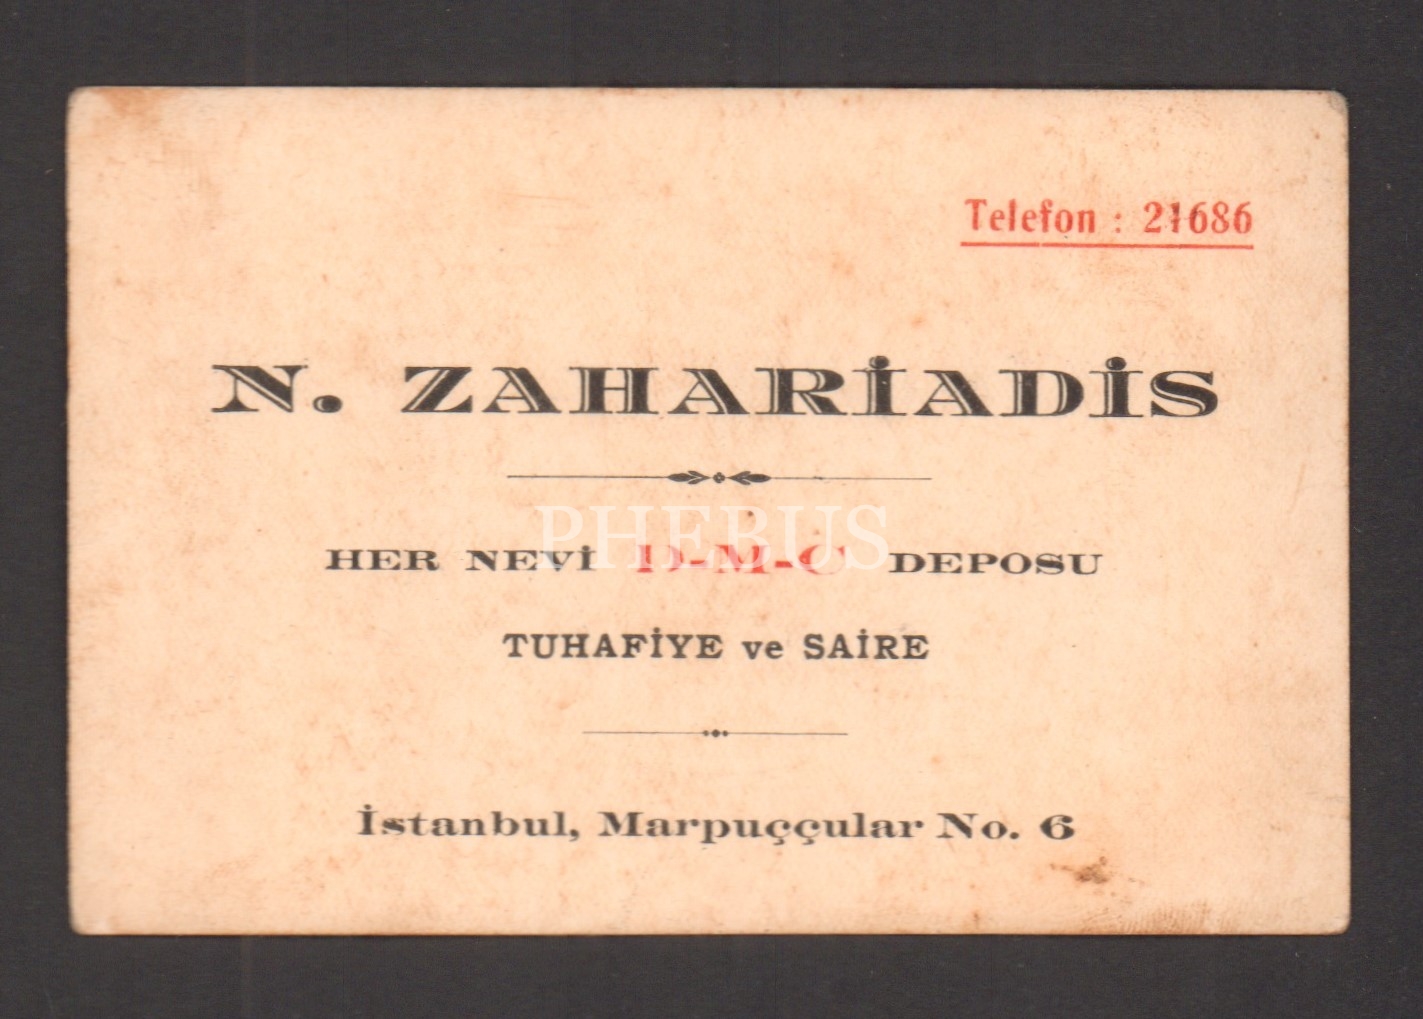 Telefon : 21686
N. ZAHARİADİS
PHEBUS
HER NEVİ D-M-C DEPOSU
TUHAFİYE ve SAİRE
İstanbul, Marpuççular No. 6